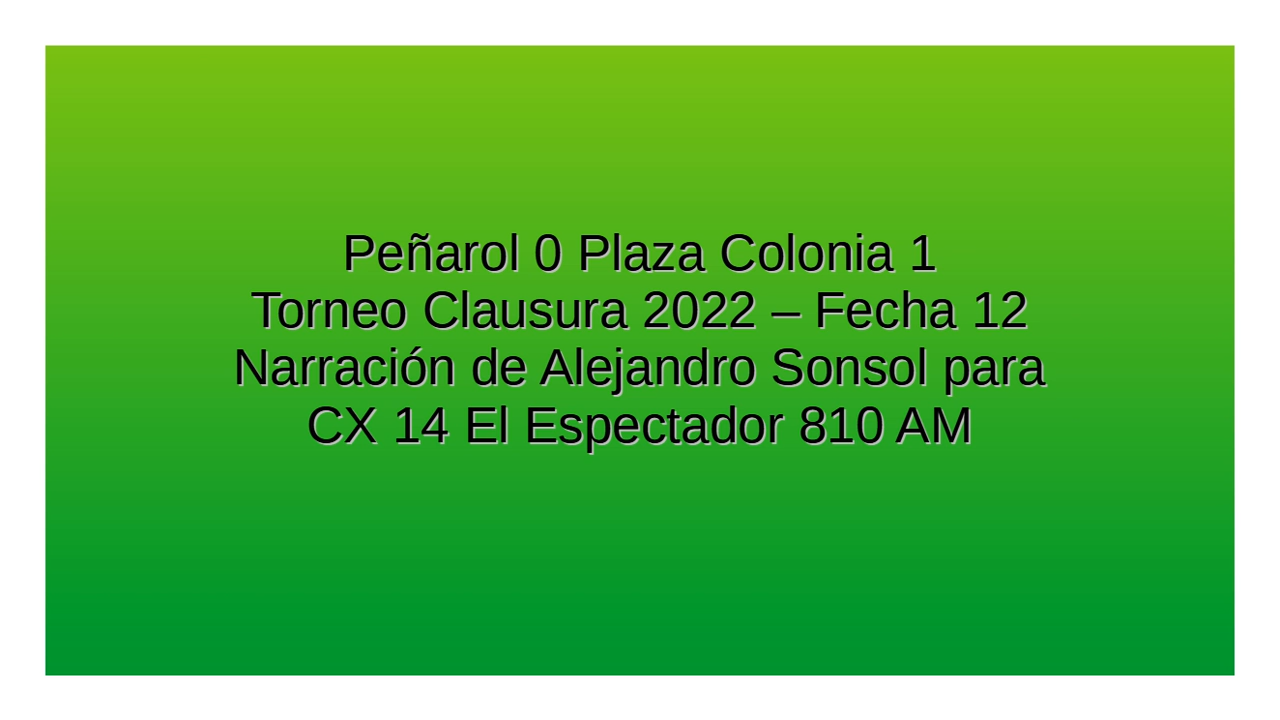 Peñarol 0 Plaza Colonia 1
Torneo Clausura 2022 – Fecha 12
Narración de Alejandro Sonsol para
CX 14 El Espectador 810 AM